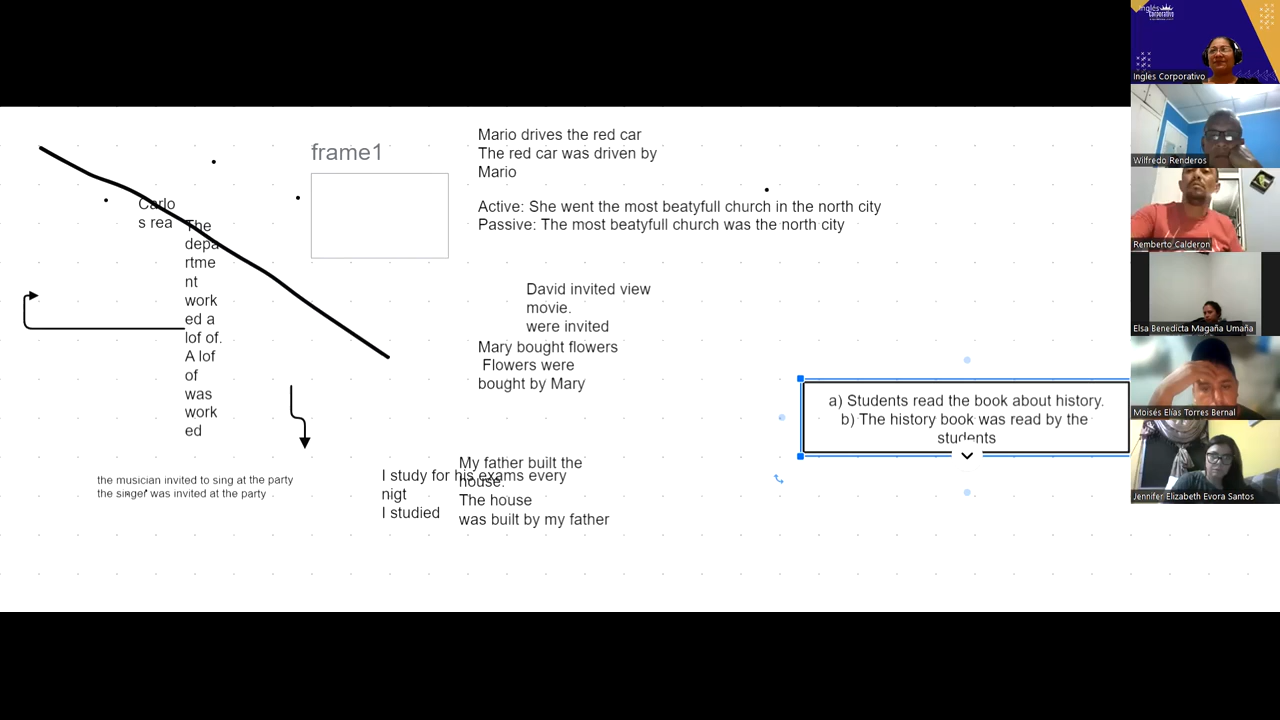 frame1
Mario drives the red car
The red car was driven by
Mario
Active: She went the most beatyfull church in the north city
Passive: The most beatyfull church was the north city
Carlo
s rea
The
depa
rtme
nt
work
ed a
lof of.
A lof
of
was
work
ed
David invited view
movie.
were invited
Mary bought flowers
Flowers were
bought by Mary
a) Students read the book about history.
b) The history book was read by the
students
My father built the
house.
The house
was built by my father
I study for his exams every
nigt
I studied
the musician invited to sing at the party
the singer was invited at the party
Inglés
Corporativo
Ingles Corporativo
Wilfredo Renderos
Remberto Calderon
Elsa Benedicta Magaña Umaña
Moisés Elías Torres Bernal
Jennifer Elizabeth Evora Santos